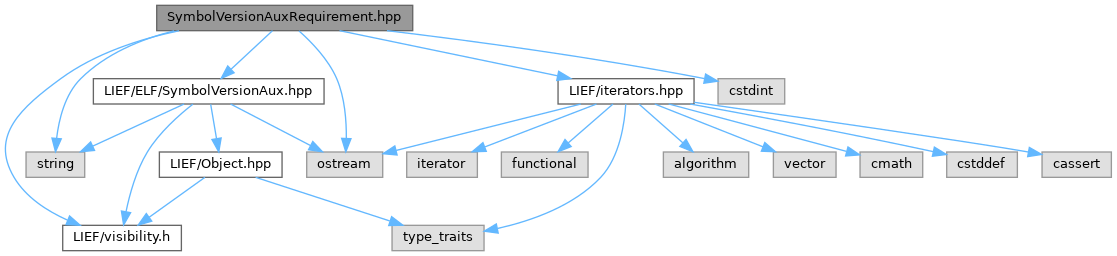 SymbolVersionAuxRequirement.hpp
LIEF/ELF/SymbolVersionAux.hpp
LIEF/iterators.hpp
cstdint
string
LIEF/Object.hpp
ostream
iterator
functional
algorithm
vector
cmath
cstddef
cassert
LIEF/visibility.h
type_traits